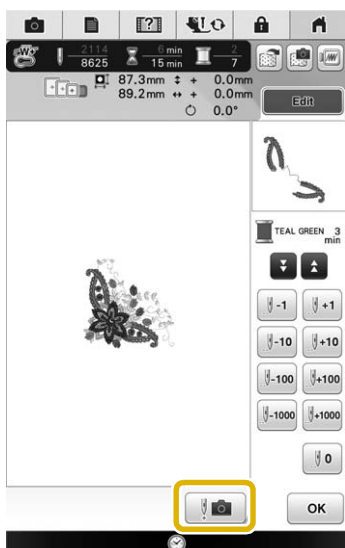 2114
8625
6 min
15 min
2
7
87.3mm ↕ + 0.0mm
89.2mm ↔ + 0.0mm
0.0°
Edit
TEAL GREEN 3
min
-1 +1
-10 +10
-100 +100
-1000 +1000
0
OK